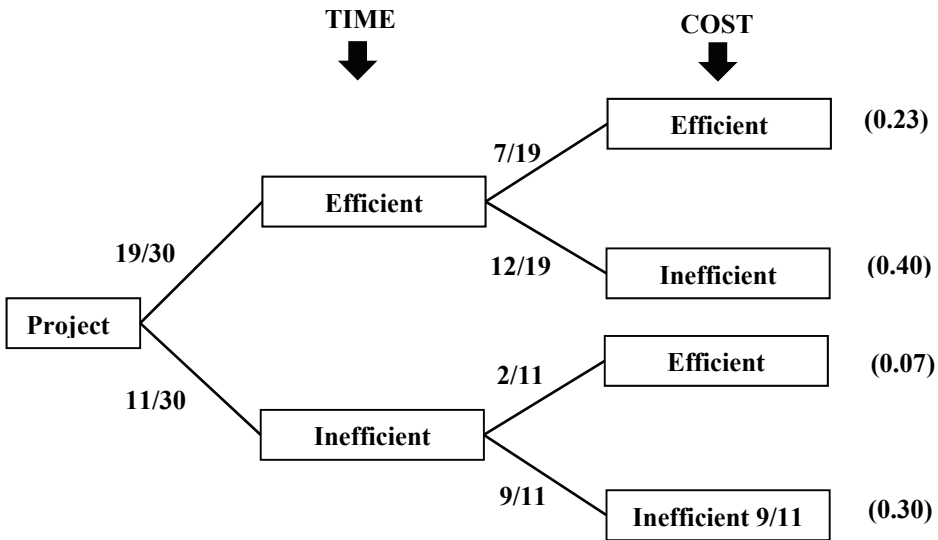 TIME
COST
Efficient
(0.23)
7/19
Efficient
19/30
12/19
Inefficient
(0.40)
Project
Efficient
(0.07)
2/11
11/30
Inefficient
9/11
Inefficient 9/11
(0.30)